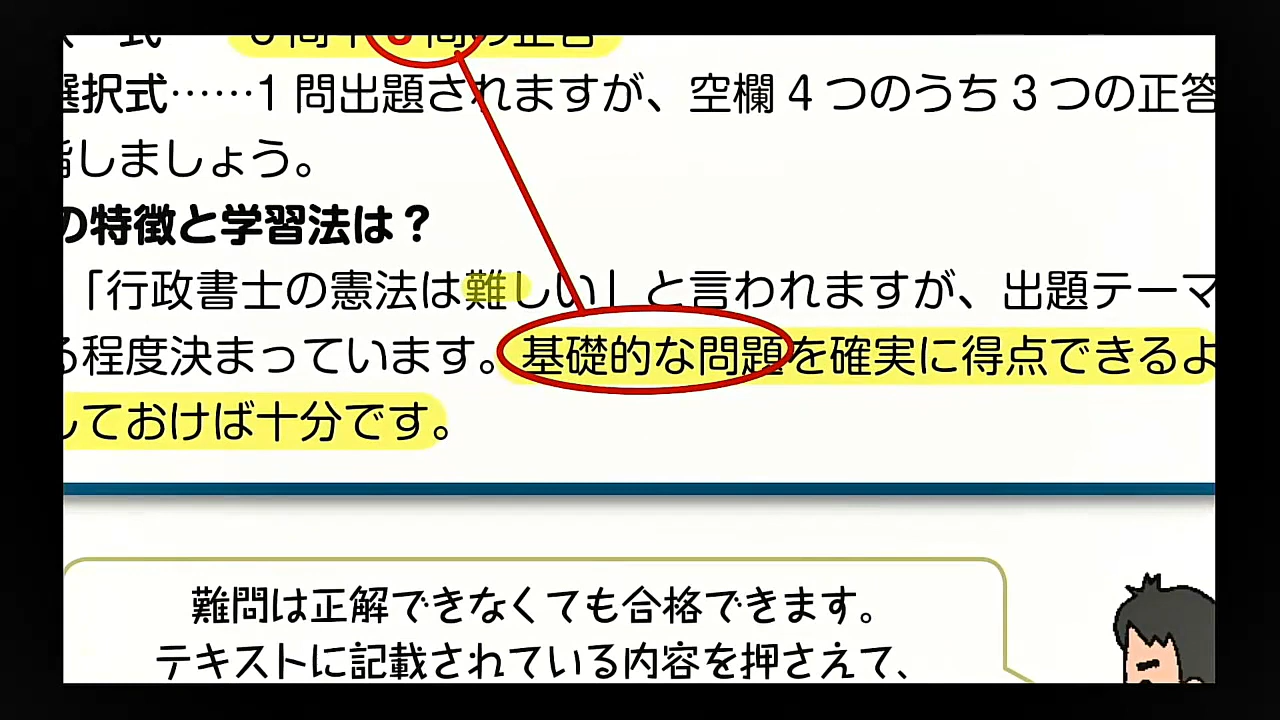 選択式……1 問出題されますが、空欄 4 つのうち 3 つの正答
指しましょう。
の特徴と学習法は?
「行政書士の憲法は難しい」と言われますが、出題テーマ
る程度決まっています。基礎的な問題を確実に得点できるよ
しておけば十分です。
難問は正解できなくても合格できます。
テキストに記載されている内容を押さえて、